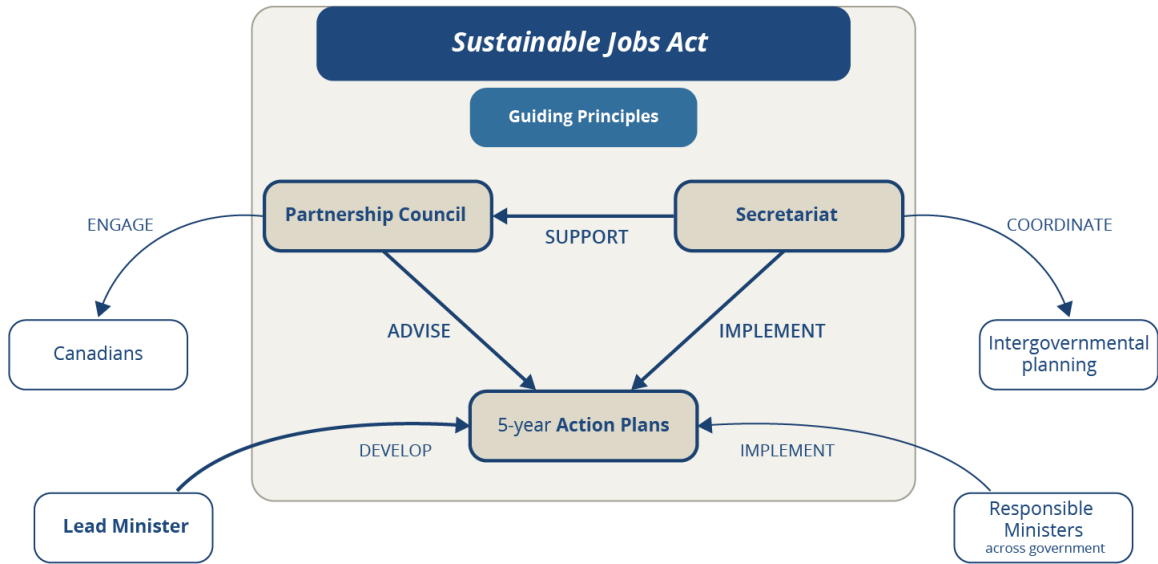 Sustainable Jobs Act
Guiding Principles
Partnership Council
Secretariat
ENGAGE
SUPPORT
COORDINATE
Canadians
ADVISE
IMPLEMENT
Intergovernmental
planning
5-year Action Plans
DEVELOP
IMPLEMENT
Lead Minister
Responsible
Ministers
across government